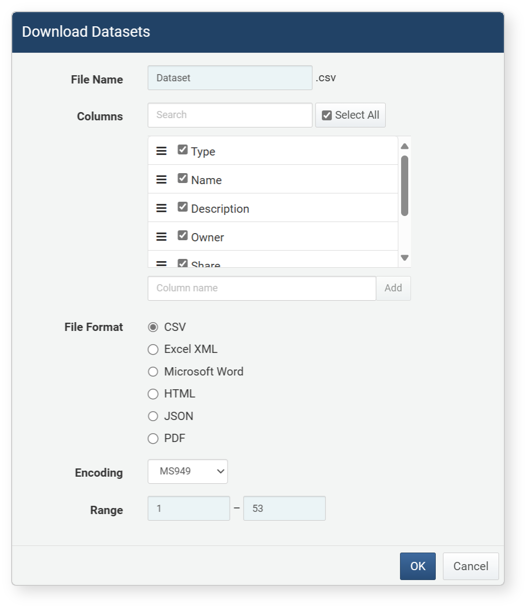 Download Datasets
File Name Dataset .csv
Columns Search Select All
Type
Name
Description
Owner
Share
Column name Add
File Format CSV
Excel XML
Microsoft Word
HTML
JSON
PDF
Encoding MS949
Range 1 – 53
OK Cancel